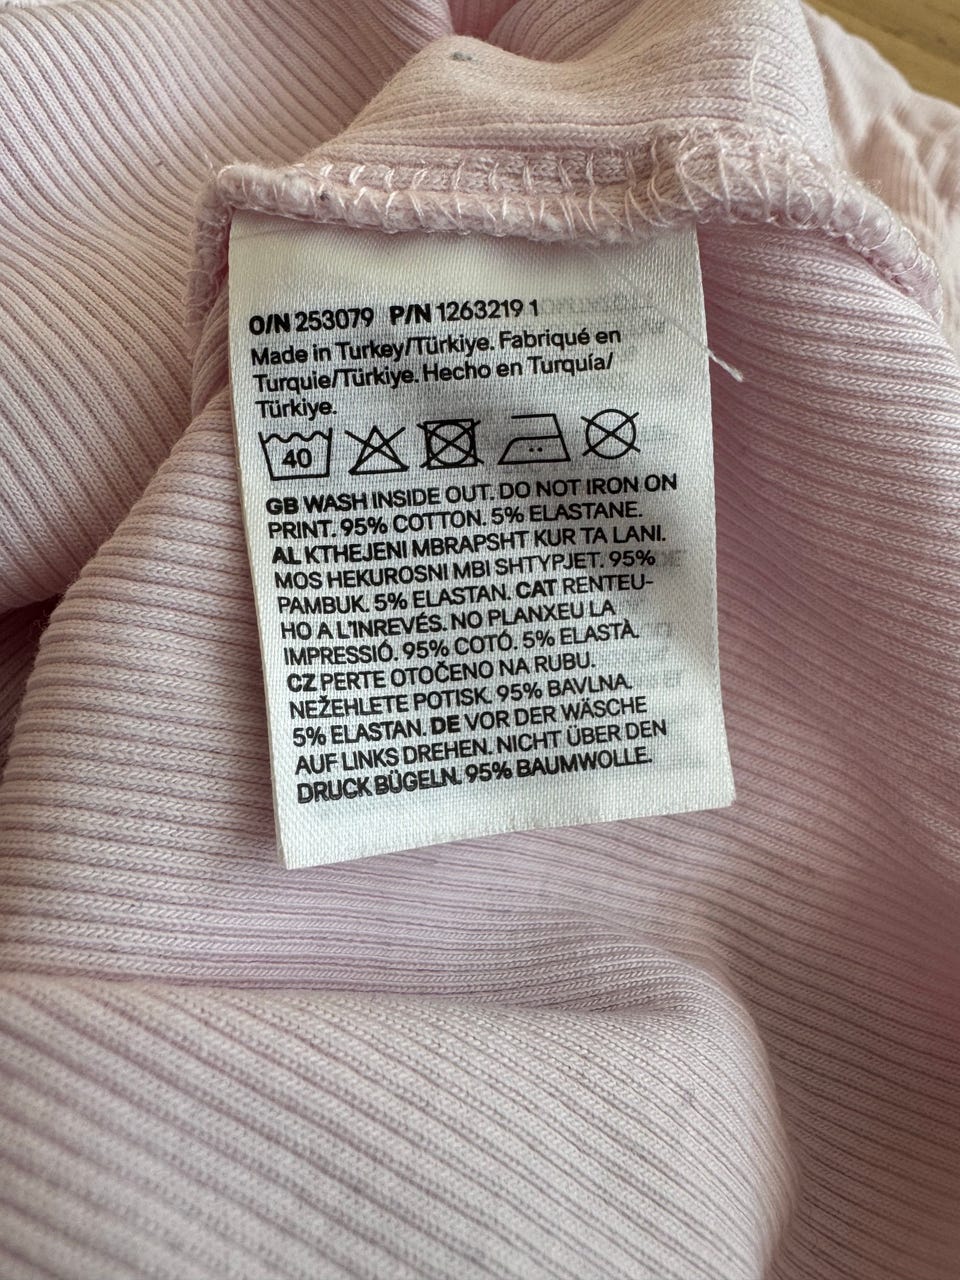 O/N 253079 P/N 1263219 1
Made in Turkey/Türkiye. Fabriqué en
Turquie/Türkiye. Hecho en Turquía/
Türkiye.
40
GB WASH INSIDE OUT. DO NOT IRON ON
PRINT. 95% COTTON. 5% ELASTANE.
AL KTHEJENI MBRAPSHT KUR TA LANI.
MOS HEKUROSNI MBI SHTYPJET. 95%
PAMBUK. 5% ELASTAN. CAT RENTEU-
HO A L'INREVÉS. NO PLANXEU LA
IMPRESSIÓ. 95% COTÓ. 5% ELASTÀ.
CZ PERTE OTOČENO NA RUBU.
NEŽEHLETE POTISK. 95% BAVLNA.
5% ELASTAN. DE VOR DER WÄSCHE
AUF LINKS DREHEN. NICHT ÜBER DEN
DRUCK BÜGELN. 95% BAUMWOLLE.